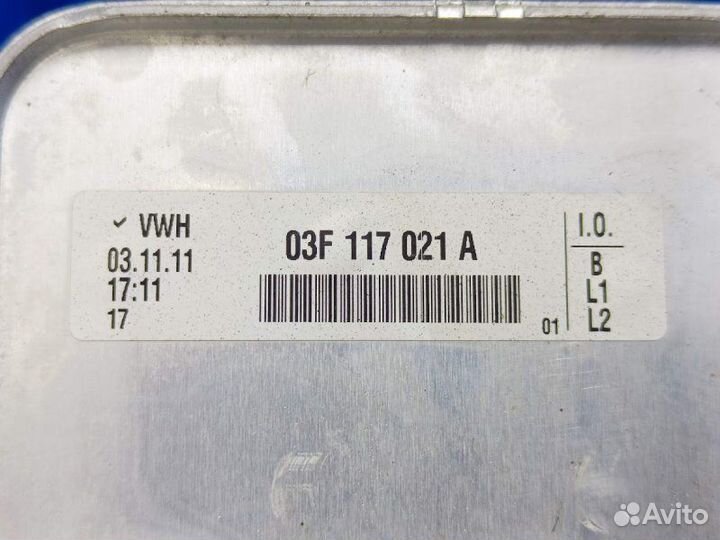 ✓ VWH
03.11.11
17:11
17
03F 117 021 A
01
I.O.
B
L1
L2
Avito